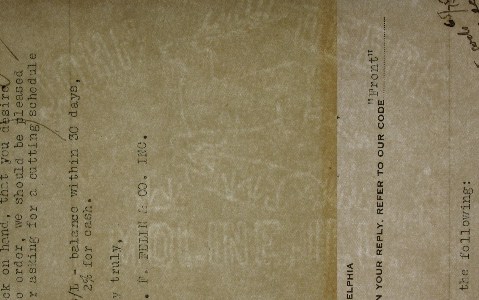 ck on hand, that you desire
o order, we should be pleased
r asking for a cutting schedule
/L - balance within 30 days,
2% for cash.
y truly,
. F. FELIN & CO. INC.
ELPHIA
N YOUR REPLY, REFER TO OUR CODE "Front"
the following: